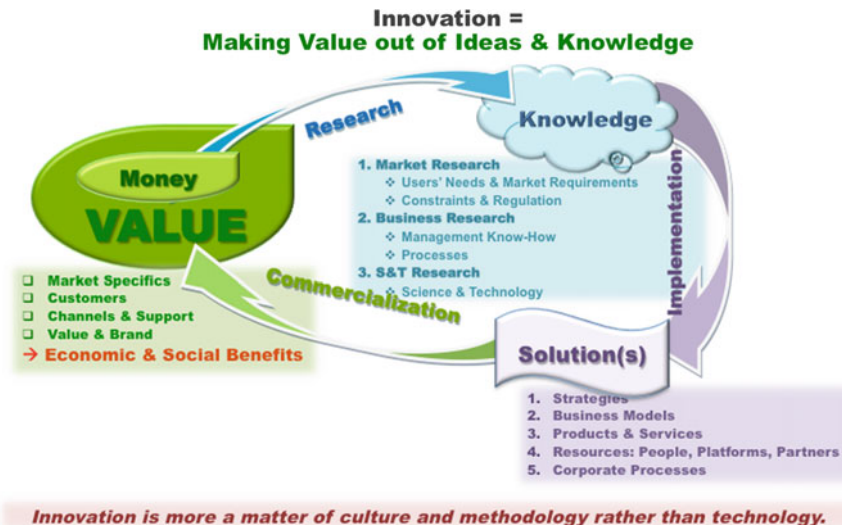 Innovation =
Making Value out of Ideas & Knowledge
Research
Knowledge
Money
VALUE
1. Market Research
❖ Users' Needs & Market Requirements
❖ Constraints & Regulation
2. Business Research
❖ Management Know-How
❖ Processes
3. S&T Research
❖ Science & Technology
Implementation
Commercialization
❑ Market Specifics
❑ Customers
❑ Channels & Support
❑ Value & Brand
→ Economic & Social Benefits
Solution(s)
1. Strategies
2. Business Models
3. Products & Services
4. Resources: People, Platforms, Partners
5. Corporate Processes
Innovation is more a matter of culture and methodology rather than technology.